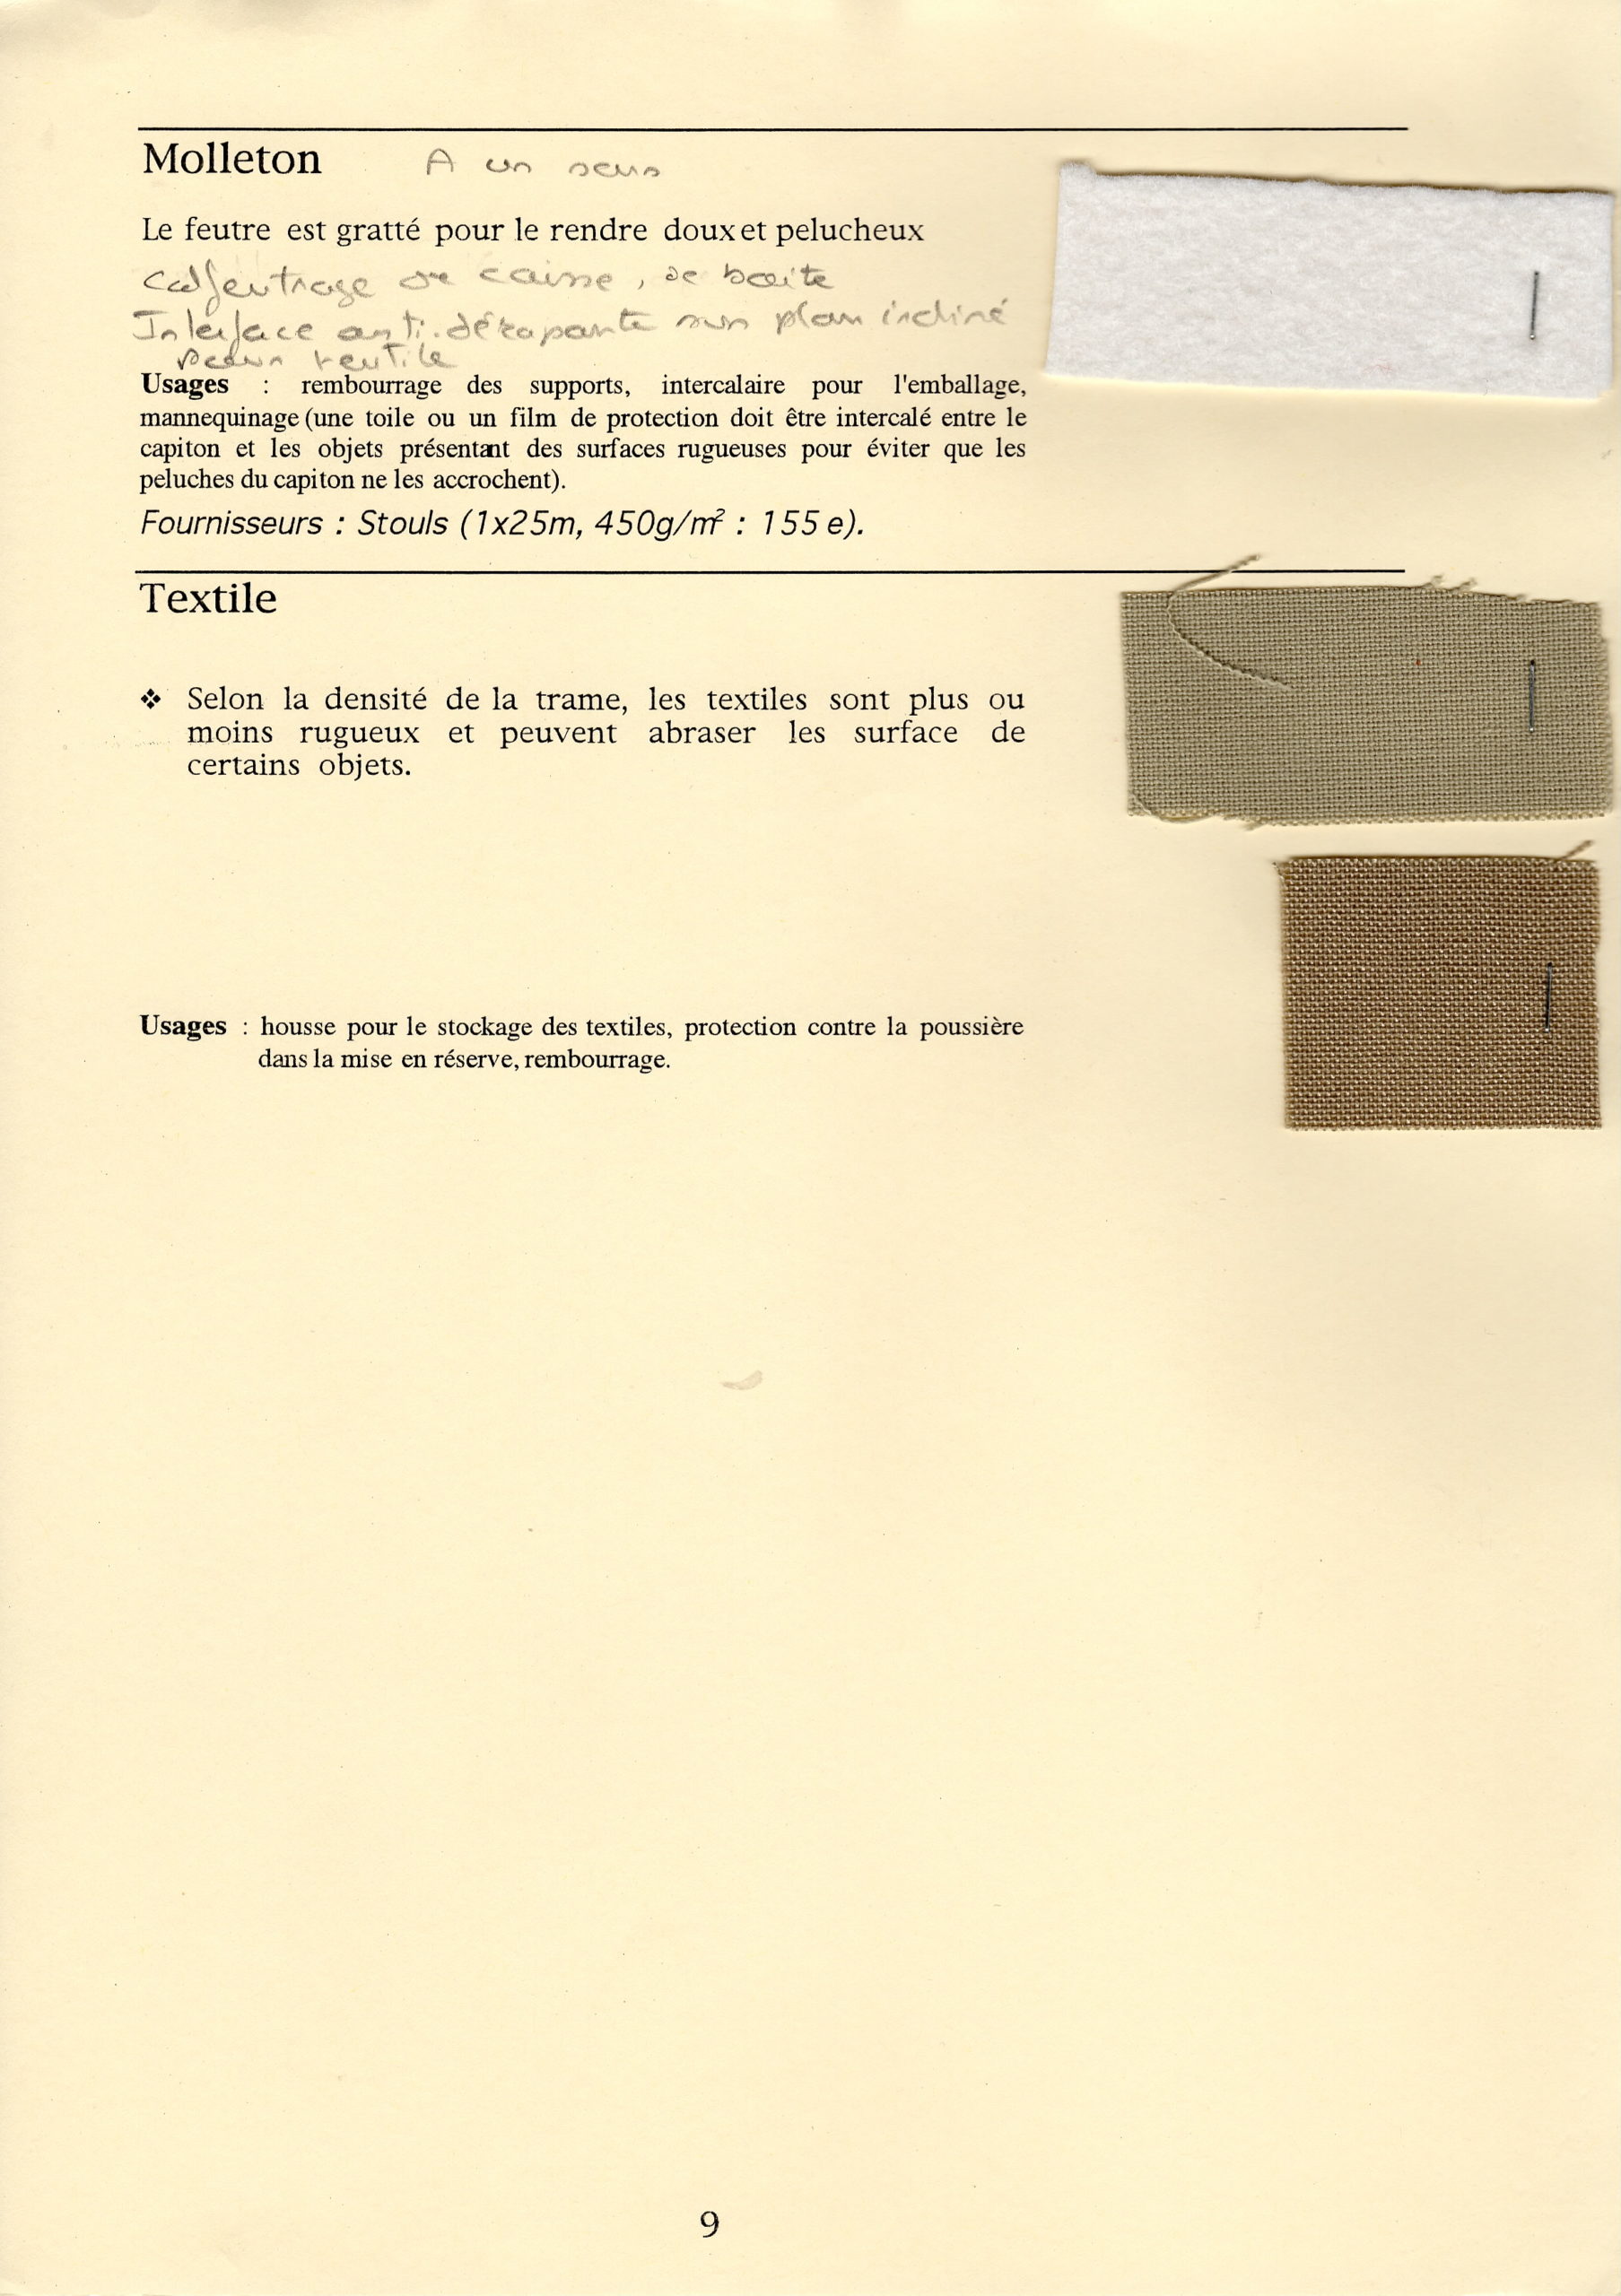 Molleton A un sens
Le feutre est gratté pour le rendre doux et pelucheux
Calfeutrage de caisse, de boite
Interface anti-dérapante sur plan incliné
pour textile
Usages : rembourrage des supports, intercalaire pour l'emballage,
mannequinage (une toile ou un film de protection doit être intercalé entre le
capiton et les objets présentant des surfaces rugueuses pour éviter que les
peluches du capiton ne les accrochent).
Fournisseurs : Stouls (1x25m, 450g/m² : 155 e).
Textile
❖ Selon la densité de la trame, les textiles sont plus ou
moins rugueux et peuvent abraser les surface de
certains objets.
Usages : housse pour le stockage des textiles, protection contre la poussière
dans la mise en réserve, rembourrage.
9